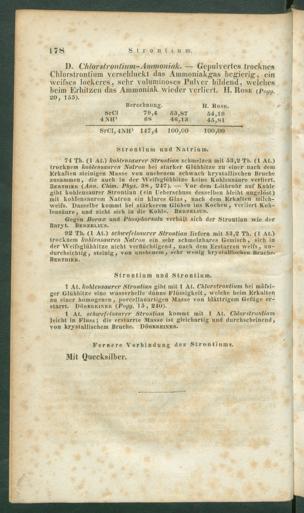 178 Strontium.
D. Chlorstrontium-Ammoniak. — Gepulvertes trocknes
Chlorstrontium verschluckt das Ammoniakgas begierig, ein
weifses lockeres, sehr voluminoses Pulver bildend, welches
beim Erhitzen das Ammoniak wieder verliert. H. Rose (Pogg.
20, 155).
Berechnung. H. Rose.
SrCl 79,4 53,87 54,19
4 NH³ 68 46,13 45,81
SrCl, 4NH³ 147,4 100,00 100,00
Strontium und Natrium.
74 Th. (1 At.) kohlensaurer Strontian schmelzen mit 53,2 Th. (1 At.)
trocknem kohlensauren Natron bei starker Glühhitze zu einer nach dem
Erkalten steinigen Masse von unebenem schwach krystallischen Bruche
zusammen, die auch in der Weifsglühhitze keine Kohlensäure verliert.
Berthier (Ann. Chim. Phys. 38, 247). — Vor dem Löthrohr auf Kohle
gibt kohlensaurer Strontian (ein Ueberschuss desselben bleibt ungelöst)
mit kohlensaurem Natron ein klares Glas, nach dem Erkalten milch-
weifs. Dasselbe kommt bei stärkerem Glühen ins Kochen, verliert Koh-
lensäure, und zieht sich in die Kohle. Berzelius.
Gegen Borax und Phosphorsalz verhält sich der Strontian wie der
Baryt. Berzelius.
92 Th. (1 At.) schwefelsaurer Strontian liefern mit 53,2 Th. (1 At.)
trocknem kohlensauren Natron ein sehr schmelzbares Gemisch, sich in
der Weifsglühhitze nicht verflüchtigend, nach dem Erstarren weifs, un-
durchsichtig, steinig, von unebenem, sehr wenig krystallischen Bruche.
Berthier.
Strontium und Strontium.
1 At. kohlensaurer Strontian gibt mit 1 At. Chlorstrontium bei mäfsi-
ger Glühhitze eine wasserhelle dünne Flüssigkeit, welche beim Erkalten
zu einer homogenen, porcellanartigen Masse von blättrigem Gefüge er-
starrt. Döbereiner (Pogg. 15, 240).
1 At. schwefelsaurer Strontian kommt mit 1 At. Chlorstrontium
leicht in Fluss; die erstarrte Masse ist gleichartig und durchscheinend,
von krystallischem Bruche. Döbereiner.
Fernere Verbindung des Strontiums.
Mit Quecksilber.